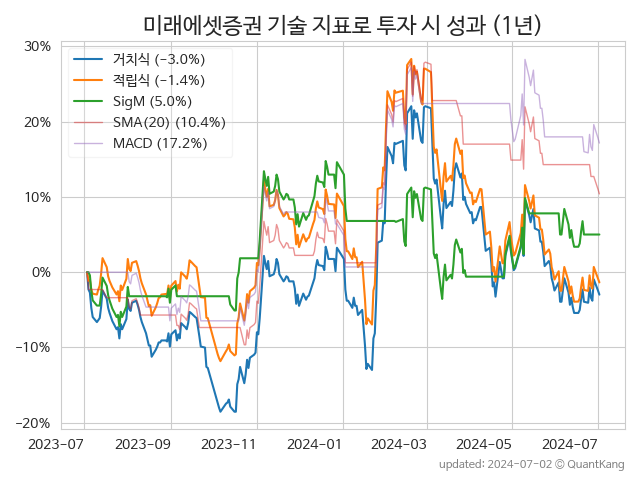 미래에셋증권 기술 지표로 투자 시 성과 (1년)
30%
20%
10%
0%
−10%
−20%
거치식 (−3.0%)
적립식 (−1.4%)
SigM (5.0%)
SMA(20) (10.4%)
MACD (17.2%)
2023-07
2023-09
2023-11
2024-01
2024-03
2024-05
2024-07
updated: 2024-07-02 © QuantKang